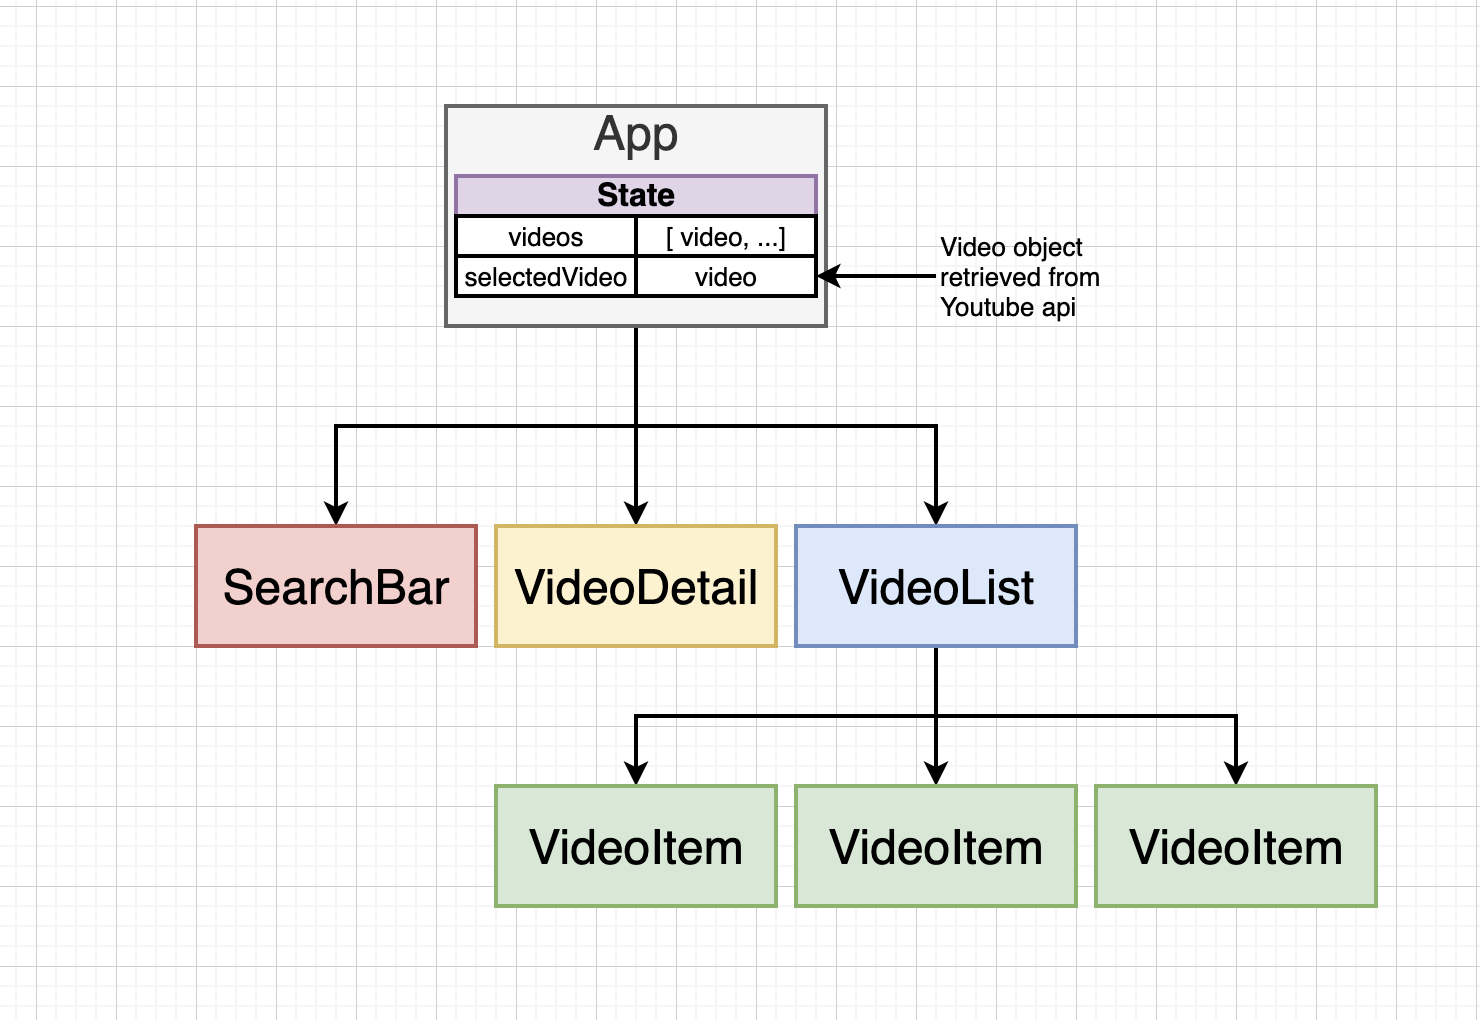 App
State
videos [ video, ...]
selectedVideo video
Video object
retrieved from
Youtube api
SearchBar VideoDetail VideoList
VideoItem VideoItem VideoItem